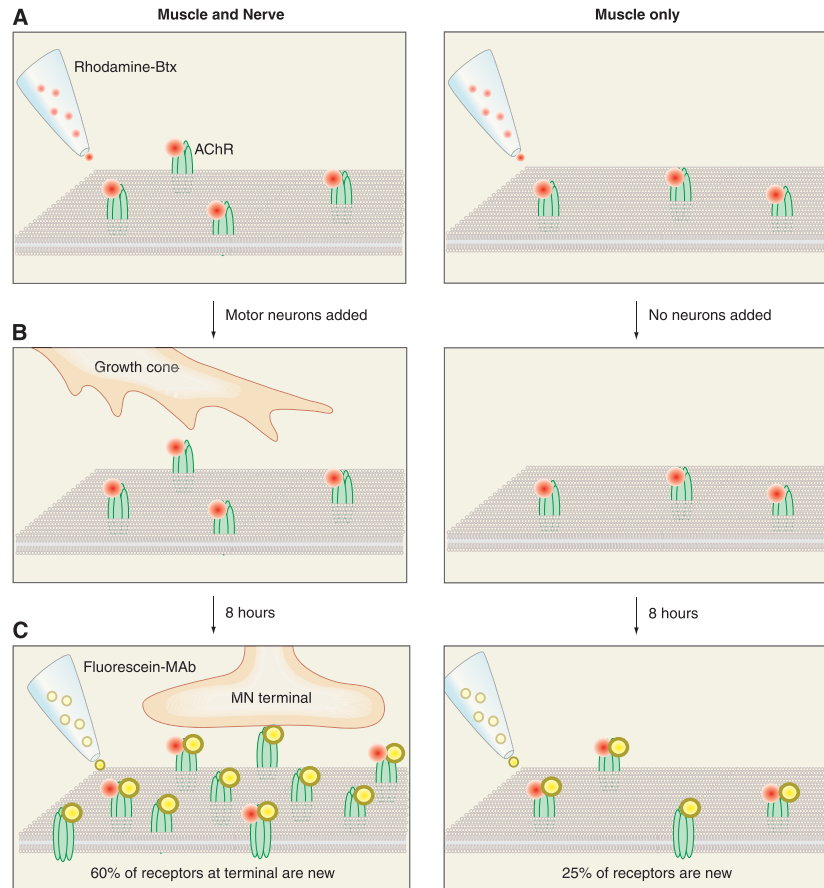 A
Muscle and Nerve
Muscle only
Rhodamine-Btx
AChR
Motor neurons added
No neurons added
B
Growth cone
8 hours
8 hours
C
Fluorescein-MAb
MN terminal
60% of receptors at terminal are new
25% of receptors are new